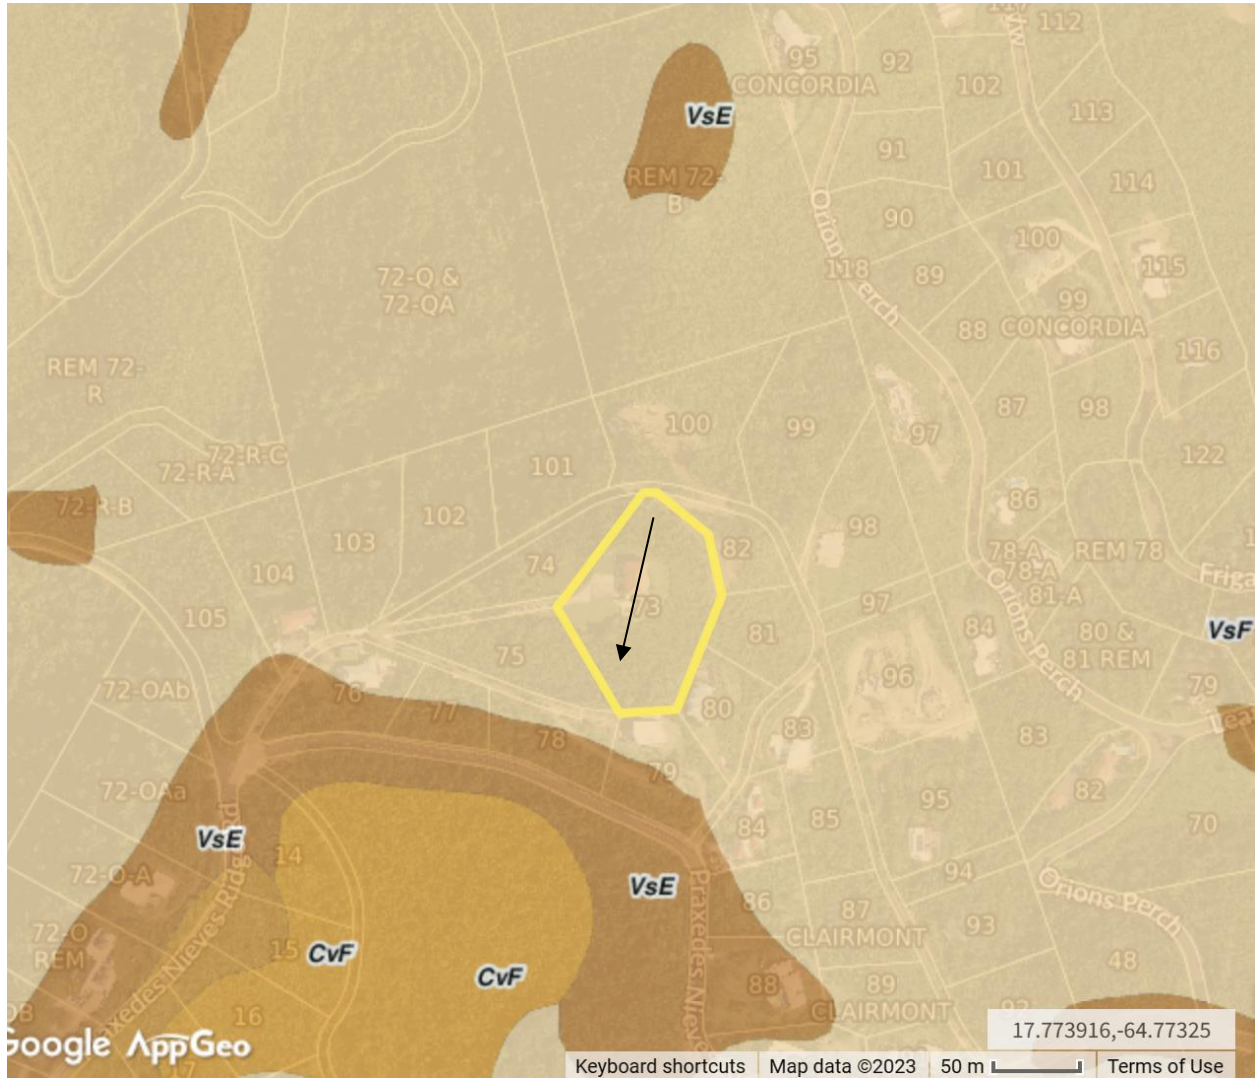 112
95
CONCORDIA
92
102
113
VsE
REM 72-
B
91
101
114
Orion Perch
90
118
89
100
115
99
CONCORDIA
88
116
72-Q &
72-QA
REM 72-
R
87
98
100
99
97
122
72-R-C
72-R-A
101
72-R-B
102
86
103
98
78-A
78-A
REM 78
81-A
74
82
104
Orions Perch
73
97
105
81
84
80 &
81 REM
VsF
75
96
72-OAb
76
77
80
79
78
83
83
79
72-OAa
82
95
84
85
70
VsE
14
72-O-A
94
Orions Perch
VsE
86
87
93
72-O
REM
CLAIRMONT
15
CvF
CvF
48
88
89
CLAIRMONT
92
16
17
Praxedes Nieves Ridge Rd
Praxedes Nieve
17.773916,-64.77325
Google AppGeo
Keyboard shortcuts
Map data ©2023
50 m
Terms of Use